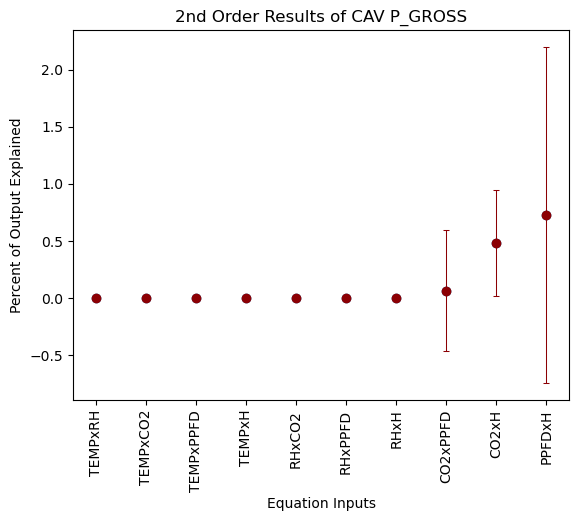 2nd Order Results of CAV P_GROSS
Percent of Output Explained
2.0
1.5
1.0
0.5
0.0
−0.5
TEMPxRH
TEMPxCO2
TEMPxPPFD
TEMPxH
RHxCO2
RHxPPFD
RHxH
CO2xPPFD
CO2xH
PPFDxH
Equation Inputs